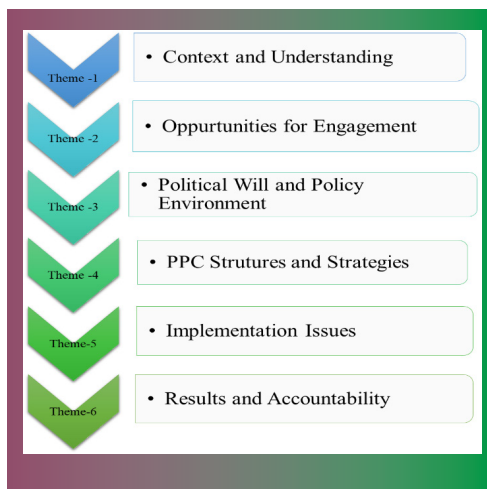 Theme -1
• Context and Understanding
Theme -2
• Oppurtunities for Engagement
Theme -3
• Political Will and Policy
Environment
Theme -4
• PPC Strutures and Strategies
Theme-5
• Implementation Issues
Theme-6
• Results and Accountability